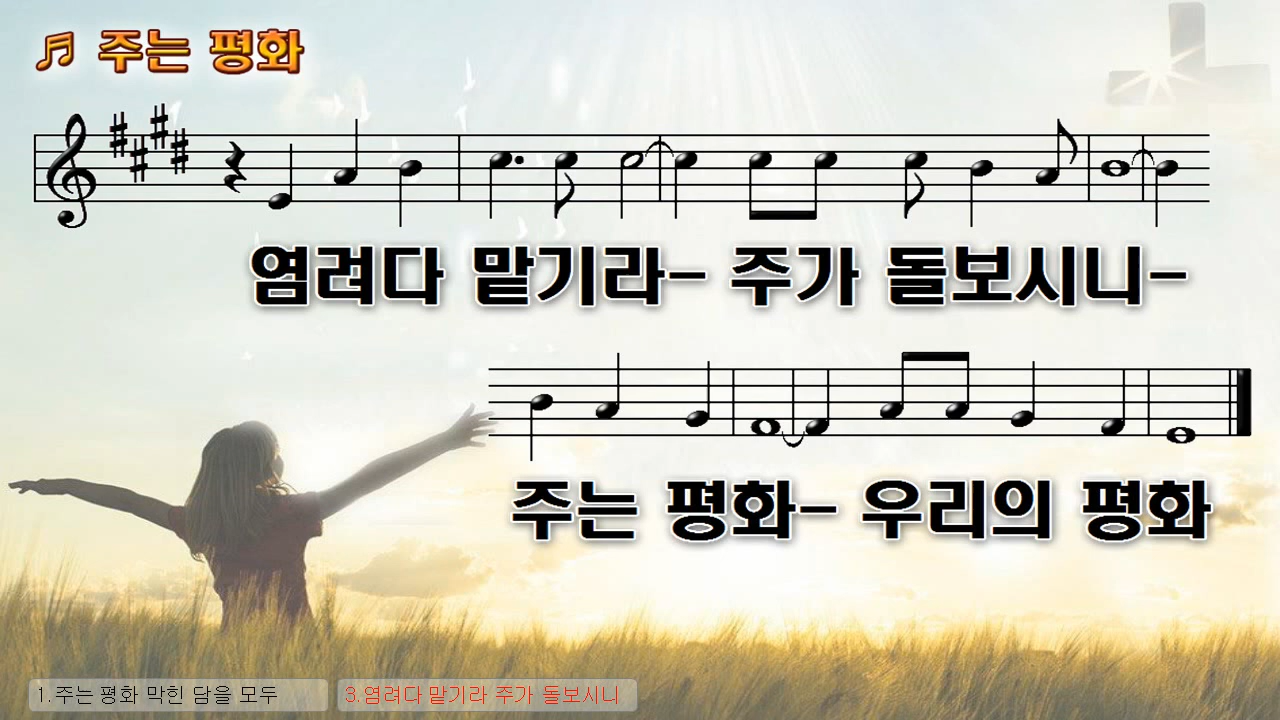 ♬ 주는 평화
염려다 맡기라- 주가 돌보시니-
주는 평화- 우리의 평화
1.주는 평화 막힌 담을 모두
3.염려다 맡기라 주가 돌보시니